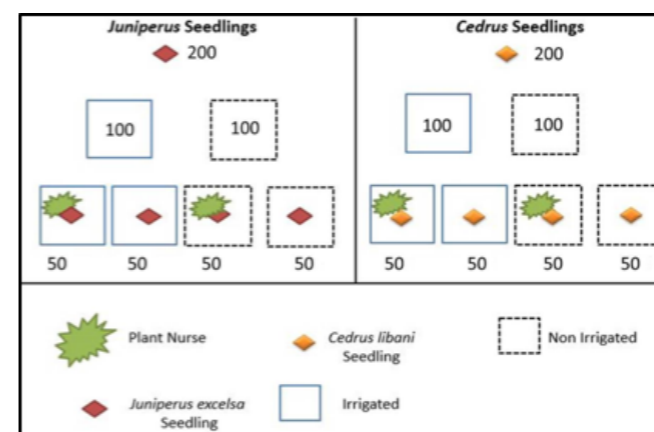 Juniperus Seedlings
200
100 100
50 50 50 50
Cedrus Seedlings
200
100 100
50 50 50 50
Plant Nurse
Cedrus libani
Seedling
Non Irrigated
Juniperus excelsa
Seedling
Irrigated